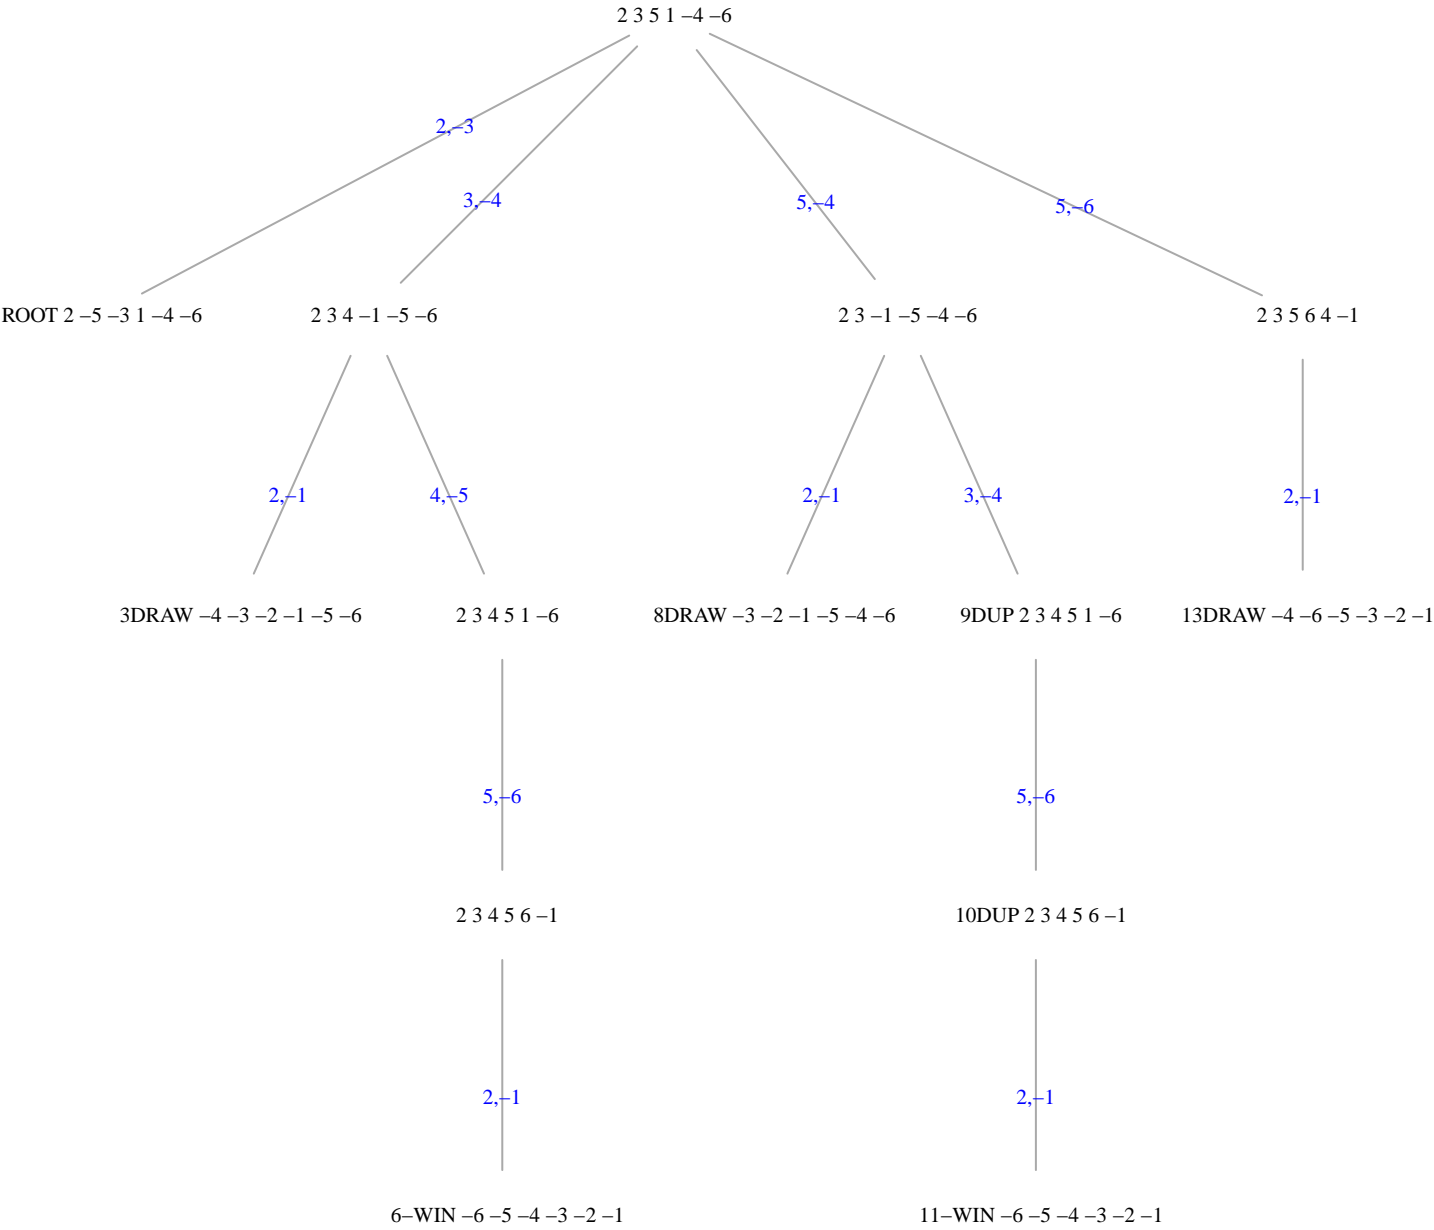 2 3 5 1 –4 –6
2,–3
3,–4
5,–4
5,–6
ROOT 2 –5 –3 1 –4 –6
2 3 4 –1 –5 –6
2 3 –1 –5 –4 –6
2 3 5 6 4 –1
2,–1
4,–5
2,–1
3,–4
2,–1
3DRAW –4 –3 –2 –1 –5 –6
2 3 4 5 1 –6
8DRAW –3 –2 –1 –5 –4 –6
9DUP 2 3 4 5 1 –6
13DRAW –4 –6 –5 –3 –2 –1
5,–6
5,–6
2 3 4 5 6 –1
10DUP 2 3 4 5 6 –1
2,–1
2,–1
6–WIN –6 –5 –4 –3 –2 –1
11–WIN –6 –5 –4 –3 –2 –1